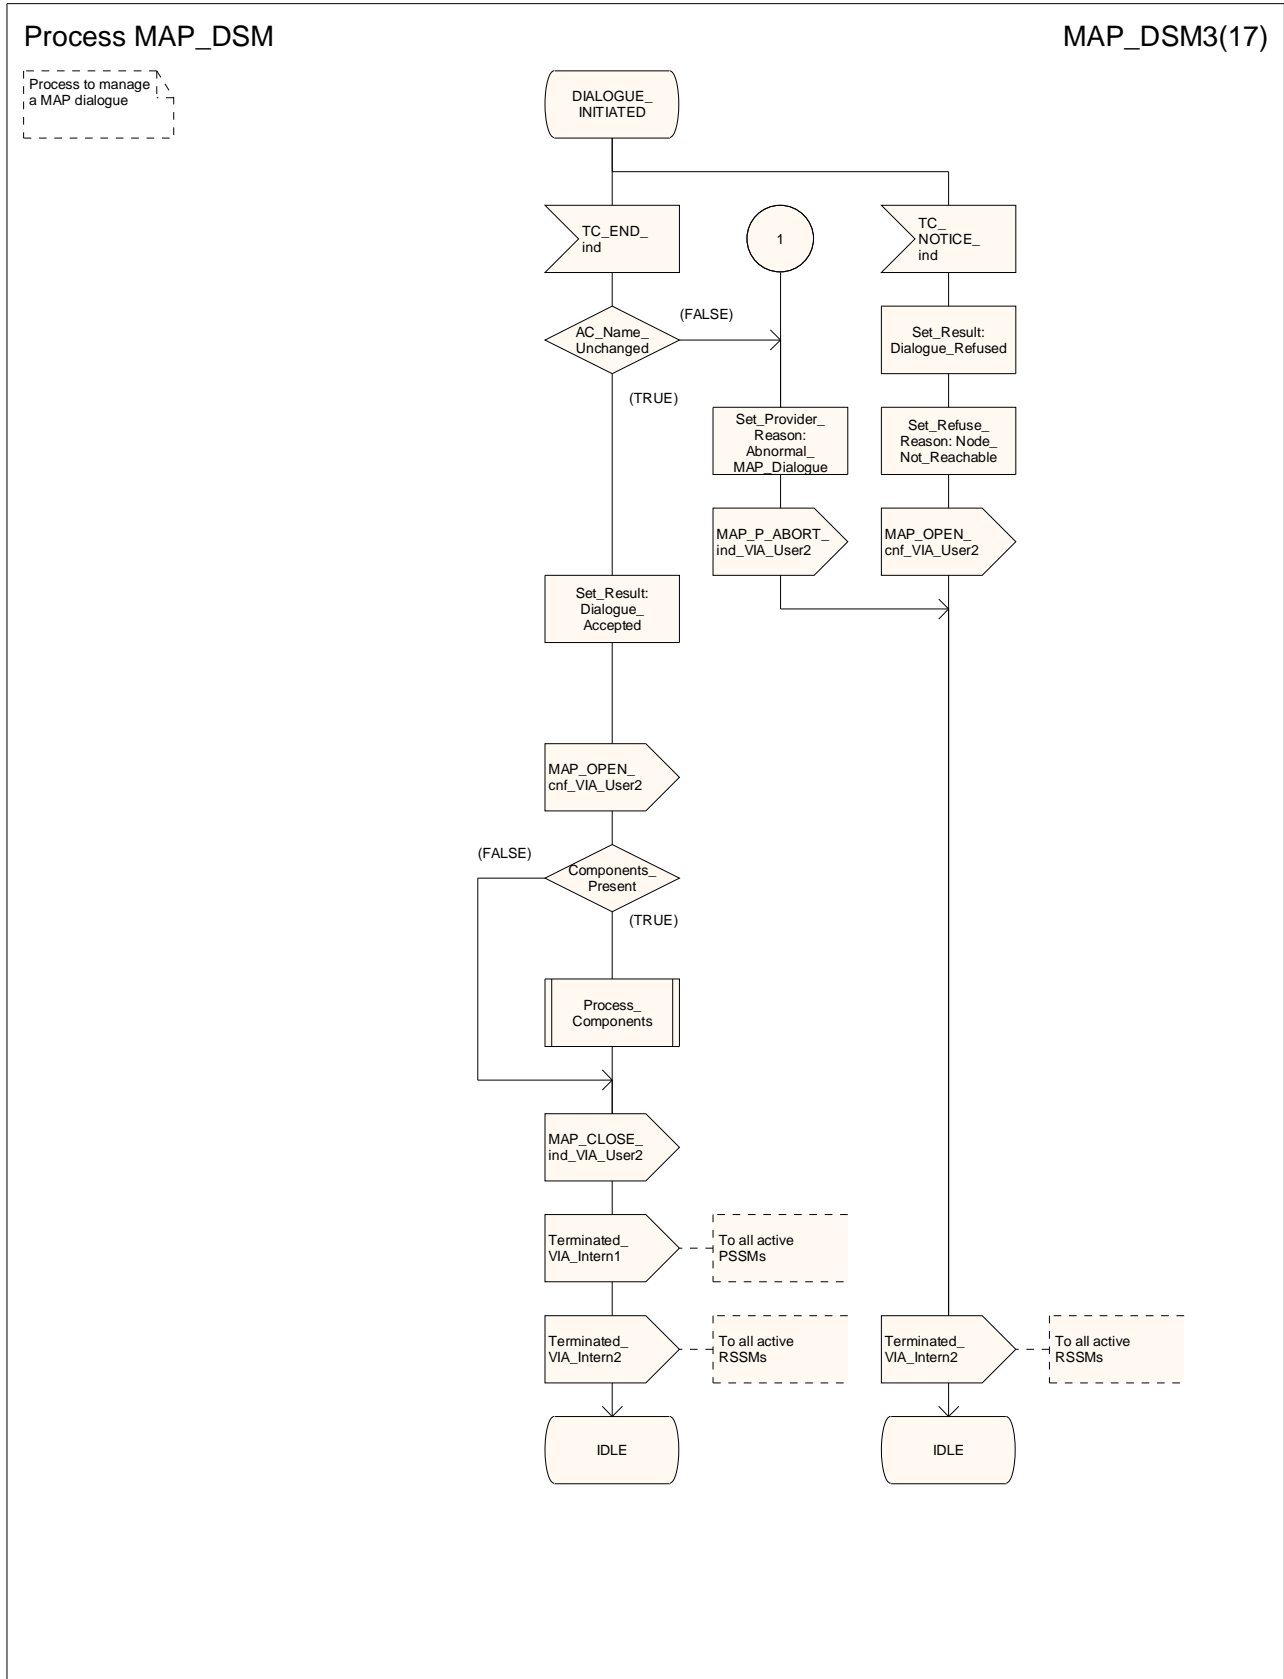 Process MAP_DSM
MAP_DSM3(17)
Process to manage
a MAP dialogue
DIALOGUE_
INITIATED
TC_END_
ind
1
TC_
NOTICE_
ind
AC_Name_
Unchanged
(FALSE)
(TRUE)
Set_Result:
Dialogue_Refused
Set_Provider_
Reason:
Abnormal_
MAP_Dialogue
Set_Refuse_
Reason: Node_
Not_Reachable
MAP_P_ABORT_
ind_VIA_User2
MAP_OPEN_
cnf_VIA_User2
Set_Result:
Dialogue_
Accepted
MAP_OPEN_
cnf_VIA_User2
(FALSE)
Components_
Present
(TRUE)
Process_
Components
MAP_CLOSE_
ind_VIA_User2
Terminated_
VIA_Intern1
To all active
PSSMs
Terminated_
VIA_Intern2
To all active
RSSMs
Terminated_
VIA_Intern2
To all active
RSSMs
IDLE
IDLE